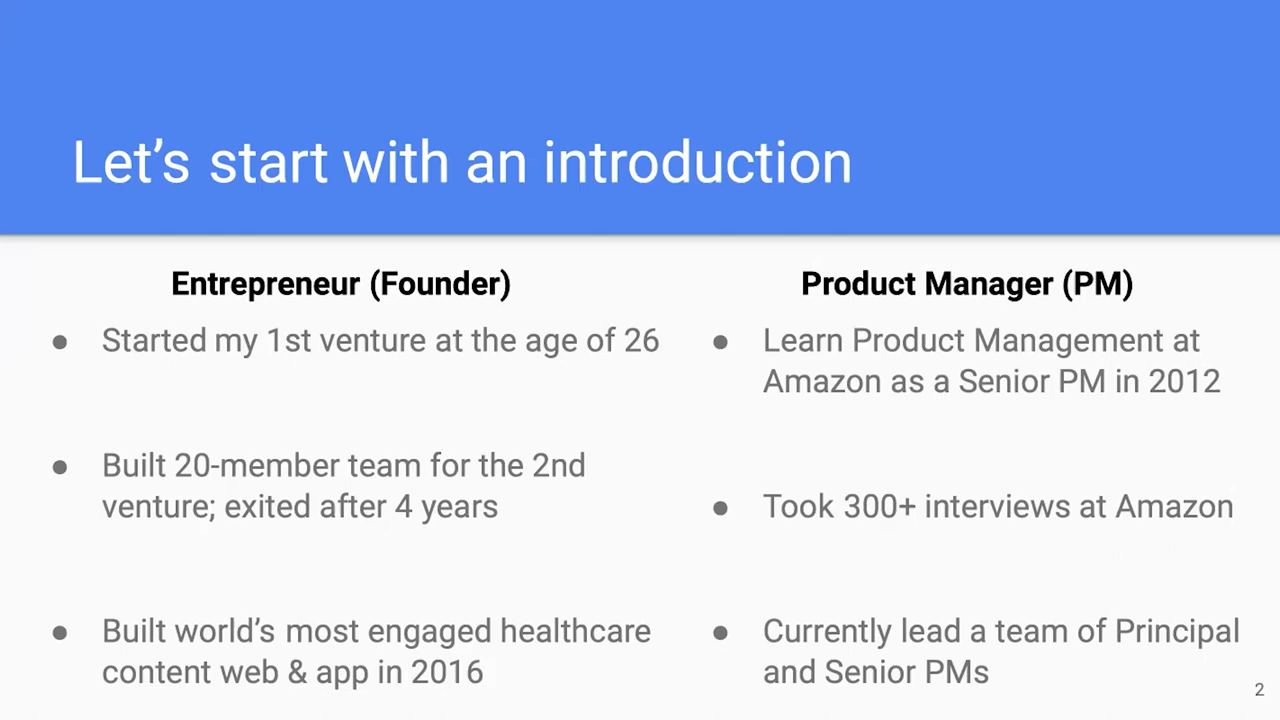 Let’s start with an introduction
Entrepreneur (Founder)
● Started my 1st venture at the age of 26
● Built 20-member team for the 2nd
venture; exited after 4 years
● Built world’s most engaged healthcare
content web & app in 2016
Product Manager (PM)
● Learn Product Management at
Amazon as a Senior PM in 2012
● Took 300+ interviews at Amazon
● Currently lead a team of Principal
and Senior PMs
2